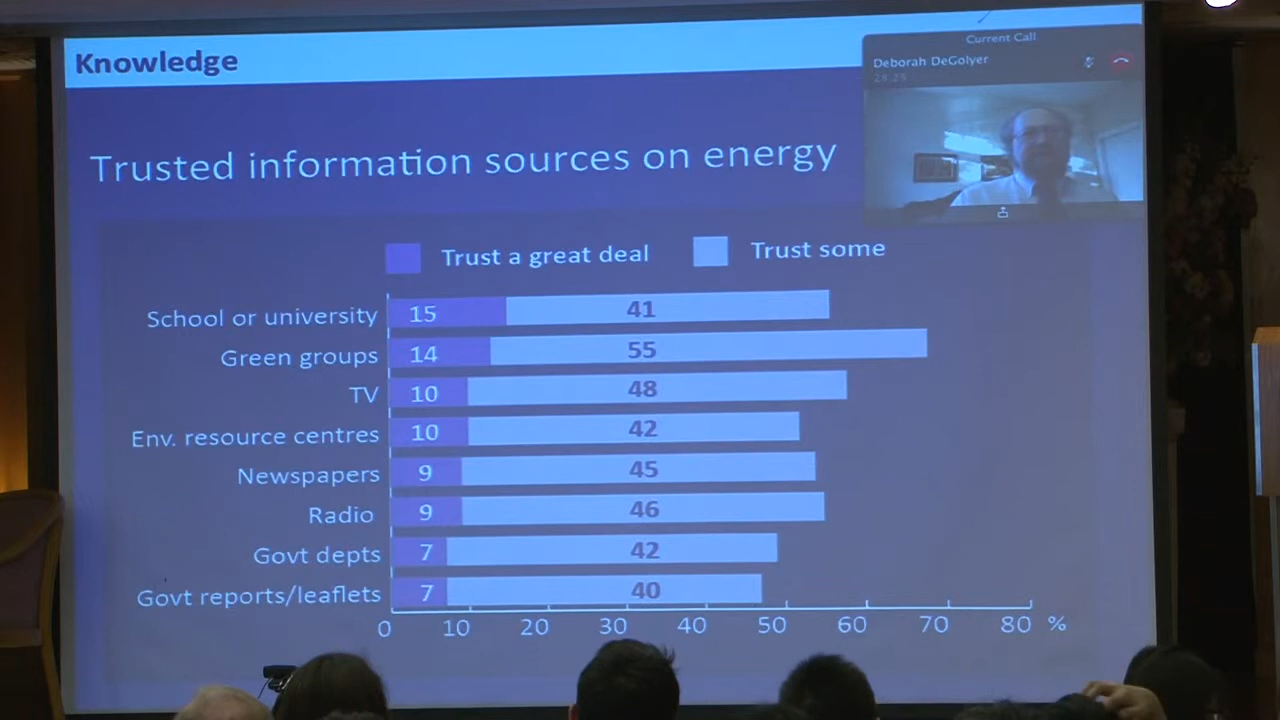 Knowledge
Current Call
Deborah DeGolyer
25:25
Trusted information sources on energy
Trust a great deal
Trust some
School or university 15 41
Green groups 14 55
TV 10 48
Env. resource centres 10 42
Newspapers 9 45
Radio 9 46
Govt depts 7 42
Govt reports/leaflets 7 40
0 10 20 30 40 50 60 70 80 %